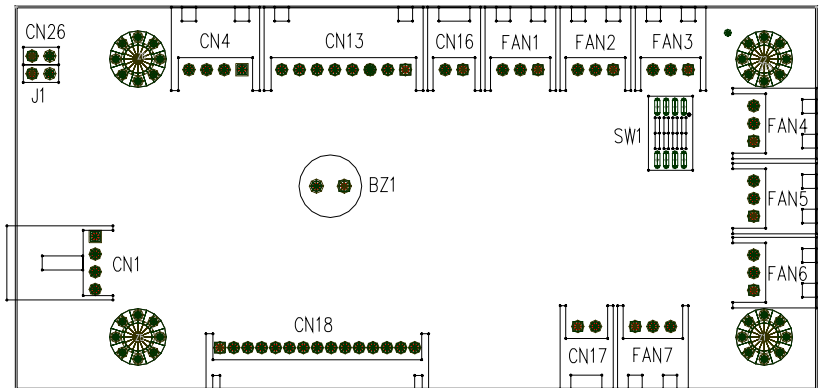 CN26
CN4
CN13
CN16
FAN1
FAN2
FAN3
J1
SW1
FAN4
BZ1
FAN5
CN1
FAN6
CN18
CN17
FAN7